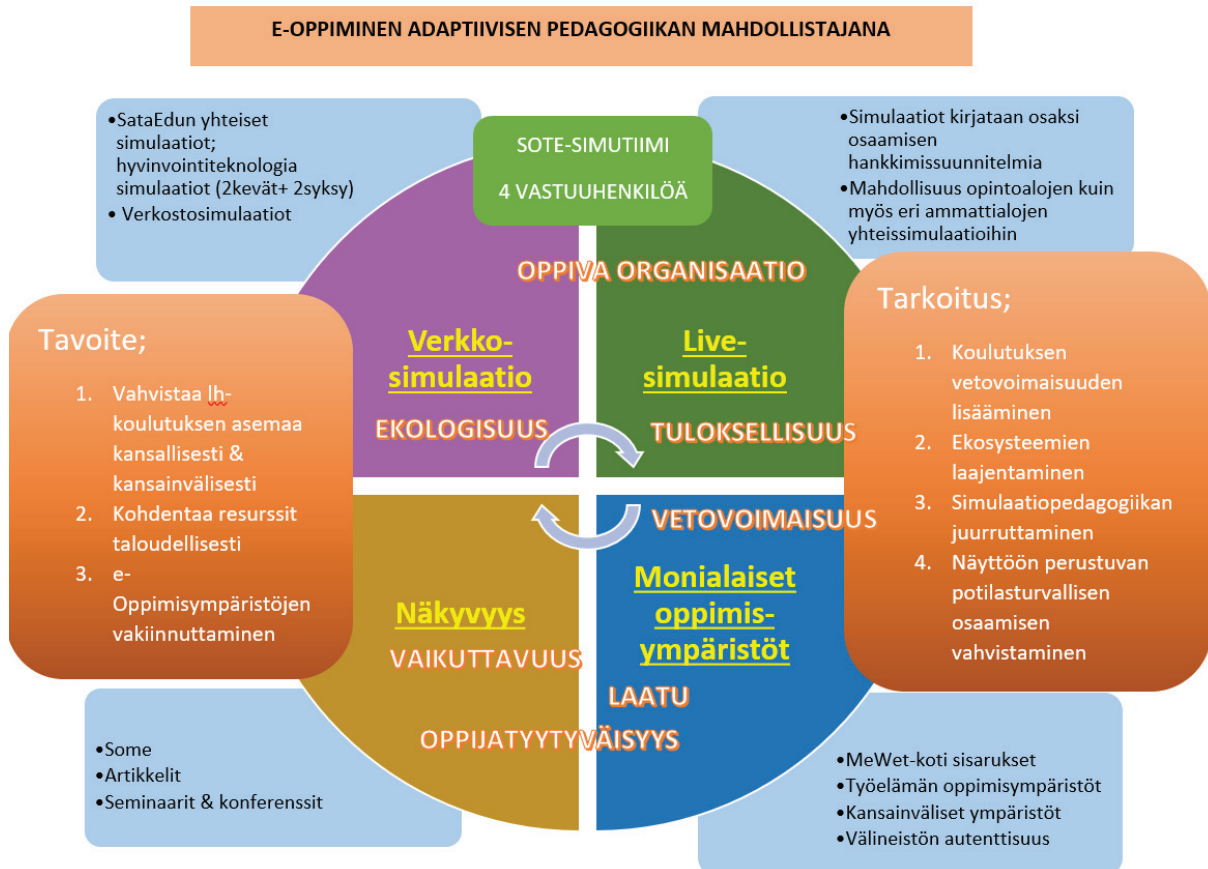 E-OPPIMINEN ADAPTIIVISEN PEDAGOGIIKAN MAHDOLLISTAJANA
•SataEdun yhteiset
simulaatiot;
hyvinvointiteknologia
simulaatiot (2kevät+ 2syksy)
• Verkostosimulaatiot
SOTE-SIMUTIIMI
4 VASTUUHENKILÖÄ
•Simulaatiot kirjataan osaksi
osaamisen
hankkimissuunnitelmia
•Mahdollisuus opintoalojen kuin
myös eri ammattialojen
yhteissimulaatioihin
OPPIVA ORGANISAATIO
Tavoite;
1. Vahvistaa lh-
koulutuksen asemaa
kansallisesti &
kansainvälisesti
2. Kohdentaa resurssit
taloudellisesti
3. e-
Oppimisympäristöjen
vakiinnuttaminen
Verkko-
simulaatio
EKOLOGISUUS
Live-
simulaatio
TULOKSELLISUUS
Tarkoitus;
1. Koulutuksen
vetovoimaisuuden
lisääminen
2. Ekosysteemien
laajentaminen
3. Simulaatiopedagogiikan
juurruttaminen
4. Näyttöön perustuvan
potilasturvallisen
osaamisen
vahvistaminen
VETOVOIMAISUUS
Näkyvyys
VAIKUTTAVUUS
Monialaiset
oppimis-
ympäristöt
LAATU
OPPIJATYYTYVÄISYYS
•Some
•Artikkelit
•Seminaarit & konferenssit
•MeWet-koti sisarukset
•Työelämän oppimisympäristöt
•Kansainväliset ympäristöt
•Välineistön autenttisuus